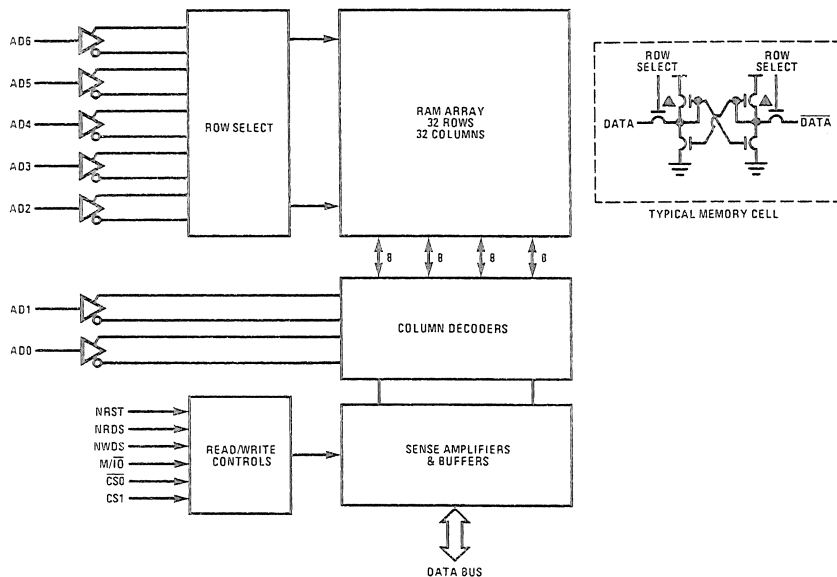 AD6
AD5
AD4
AD3
AD2
ROW SELECT
RAM ARRAY
32 ROWS
32 COLUMNS
ROW
SELECT
ROW
SELECT
DATA
DATA
TYPICAL MEMORY CELL
8
8
8
8
AD1
AD0
COLUMN DECODERS
NRST
NRDS
NWDS
M/IO
CS0
CS1
READ/WRITE
CONTROLS
SENSE AMPLIFIERS
& BUFFERS
DATA BUS